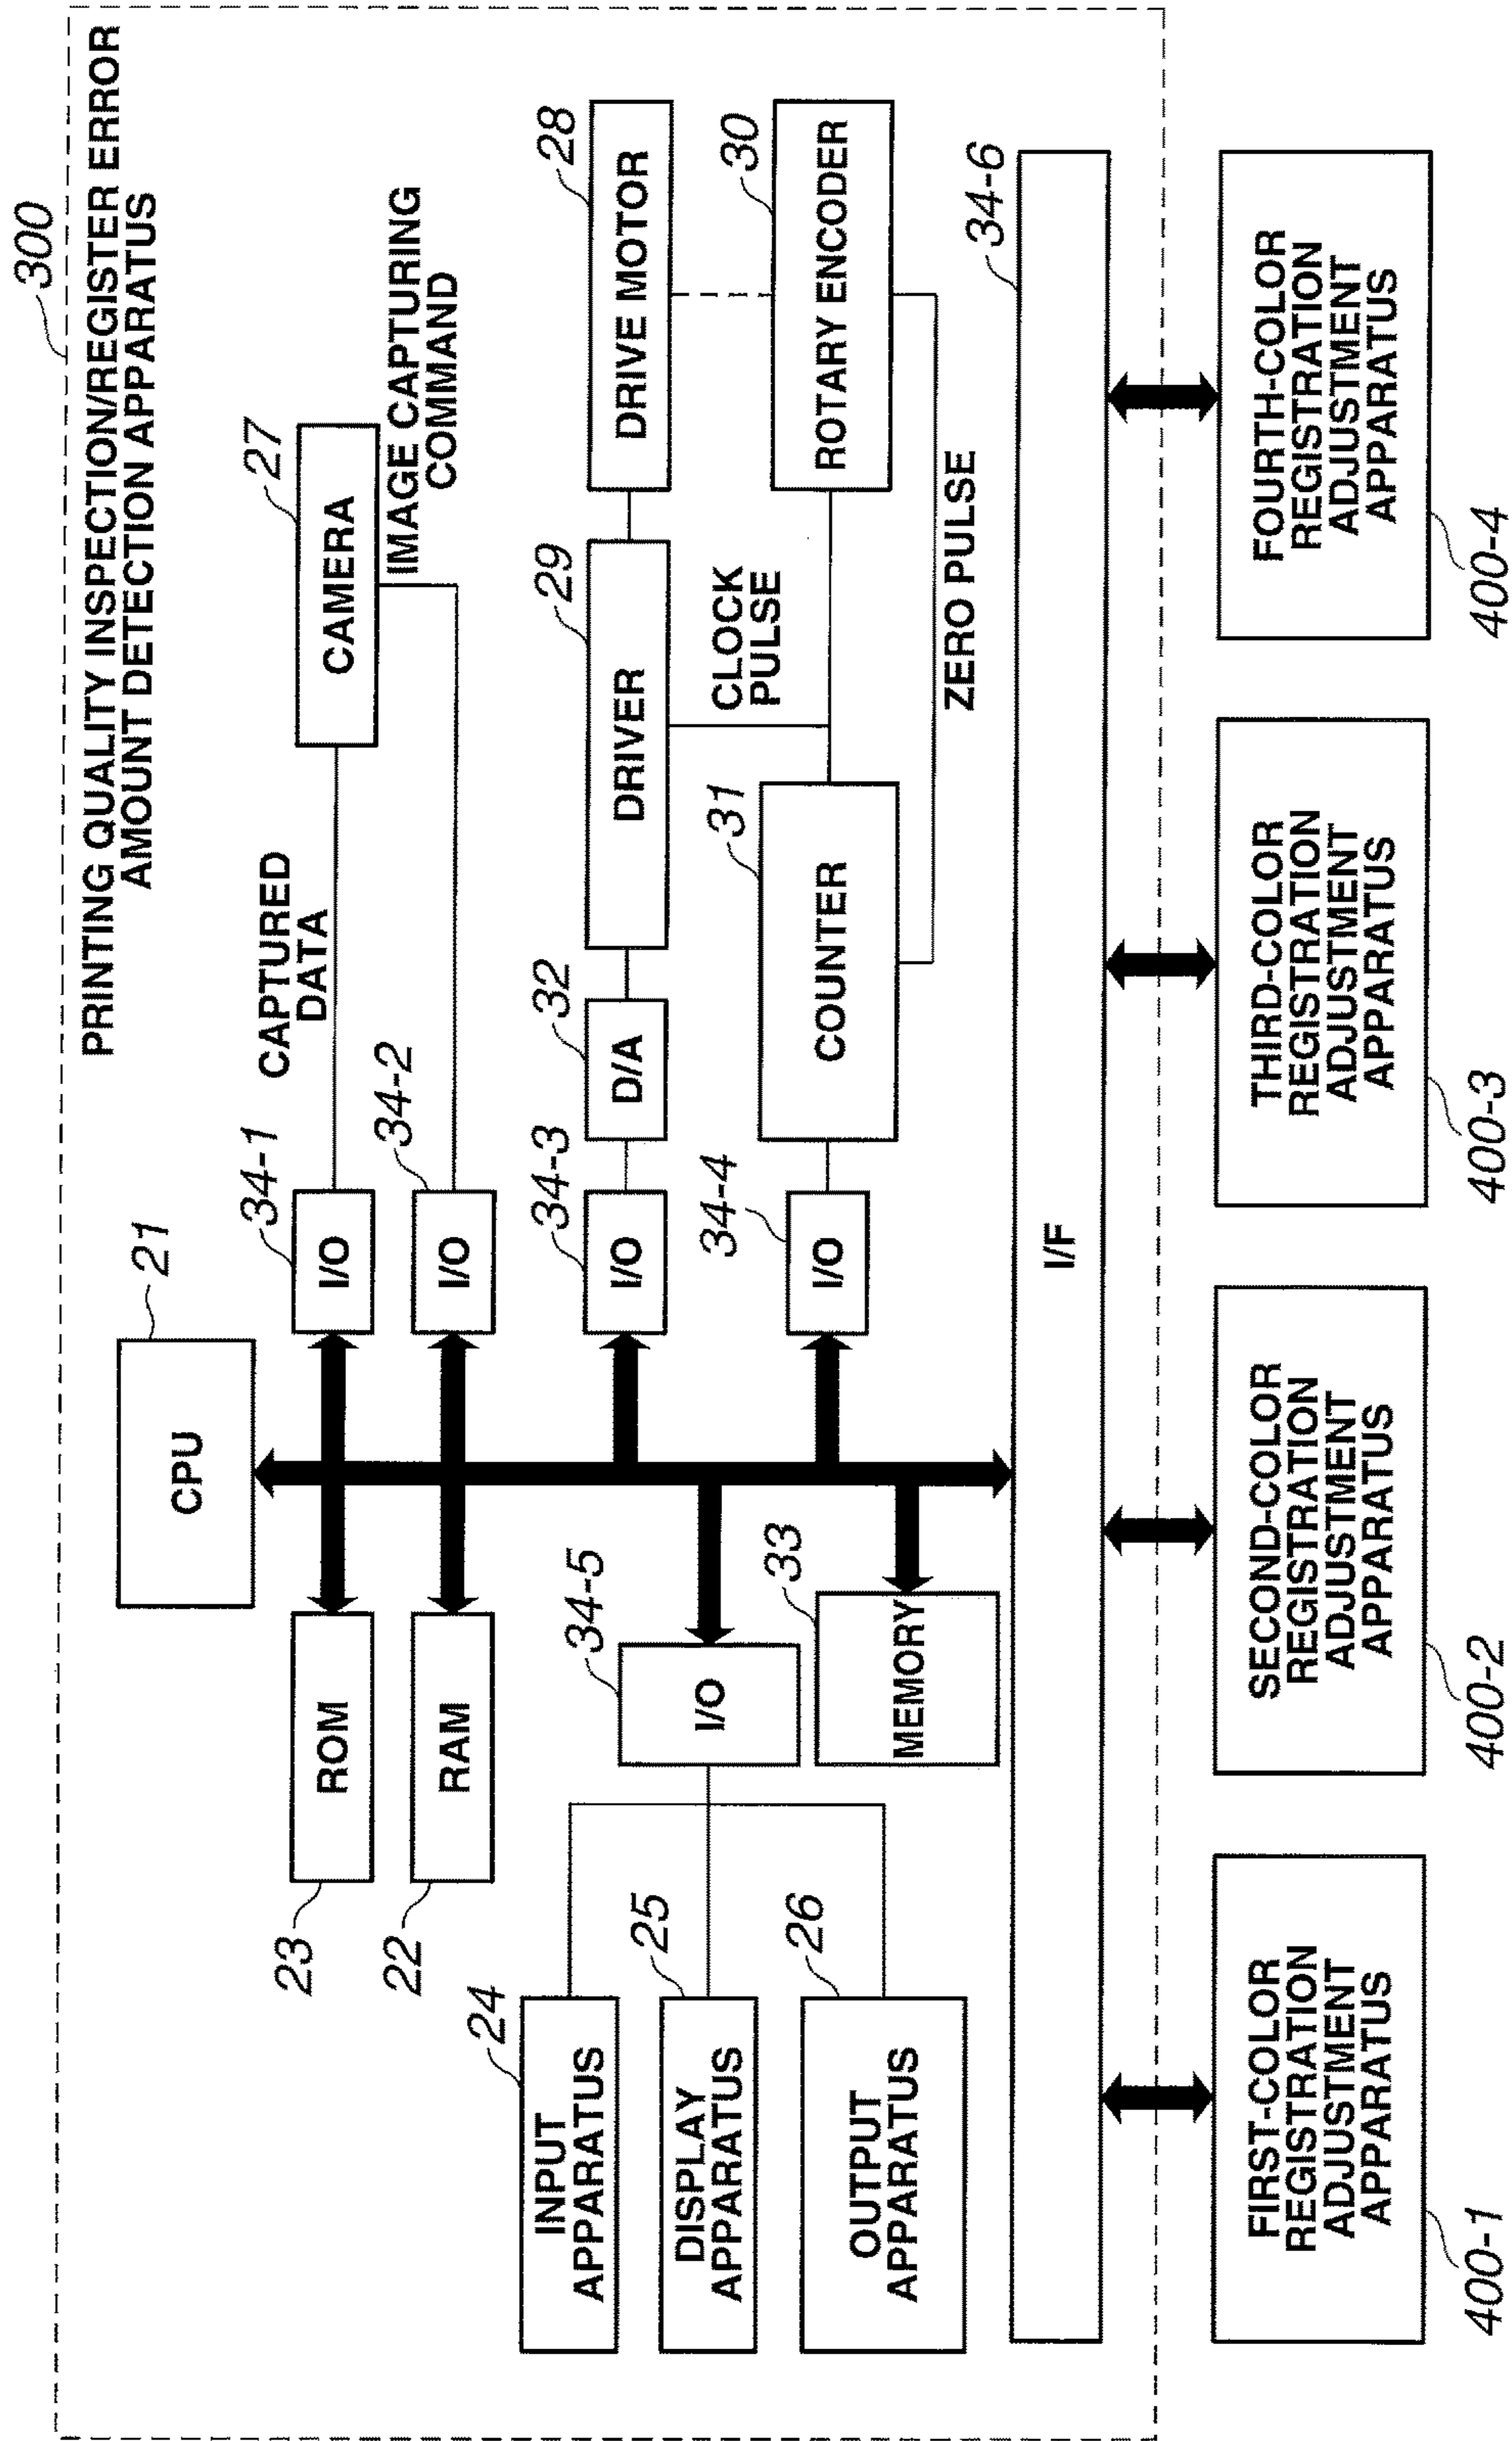 300
PRINTING QUALITY INSPECTION/REGISTER ERROR
AMOUNT DETECTION APPARATUS
21
CPU
23
ROM
22
RAM
34-1
I/O
34-2
I/O
CAPTURED
DATA
27
CAMERA
IMAGE CAPTURING
COMMAND
34-3
I/O
32
D/A
29
DRIVER
28
DRIVE MOTOR
34-4
I/O
31
COUNTER
CLOCK
PULSE
30
ROTARY ENCODER
ZERO PULSE
24
INPUT
APPARATUS
25
DISPLAY
APPARATUS
26
OUTPUT
APPARATUS
34-5
I/O
33
MEMORY
34-6
I/F
FIRST-COLOR
REGISTRATION
ADJUSTMENT
APPARATUS
400-1
SECOND-COLOR
REGISTRATION
ADJUSTMENT
APPARATUS
400-2
THIRD-COLOR
REGISTRATION
ADJUSTMENT
APPARATUS
400-3
FOURTH-COLOR
REGISTRATION
ADJUSTMENT
APPARATUS
400-4